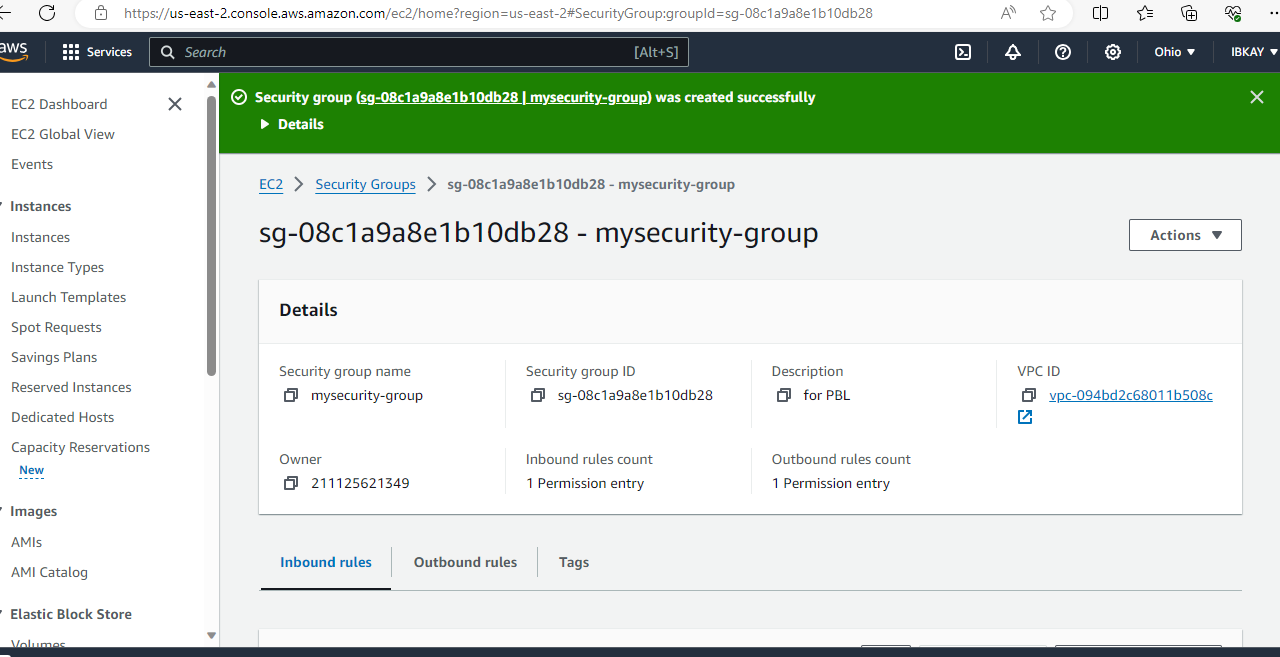 https://us-east-2.console.aws.amazon.com/ec2/home?region=us-east-2#SecurityGroup:groupId=sg-08c1a9a8e1b10db28
aws
Services
Search
[Alt+S]
Ohio
IBKAY
EC2 Dashboard
EC2 Global View
Events
Instances
Instances
Instance Types
Launch Templates
Spot Requests
Savings Plans
Reserved Instances
Dedicated Hosts
Capacity Reservations
New
Images
AMIs
AMI Catalog
Elastic Block Store
Volumes
Security group (sg-08c1a9a8e1b10db28 | mysecurity-group) was created successfully
Details
EC2 > Security Groups > sg-08c1a9a8e1b10db28 - mysecurity-group
sg-08c1a9a8e1b10db28 - mysecurity-group
Actions
Details
Security group name
mysecurity-group
Security group ID
sg-08c1a9a8e1b10db28
Description
for PBL
VPC ID
vpc-094bd2c68011b508c
Owner
211125621349
Inbound rules count
1 Permission entry
Outbound rules count
1 Permission entry
Inbound rules
Outbound rules
Tags